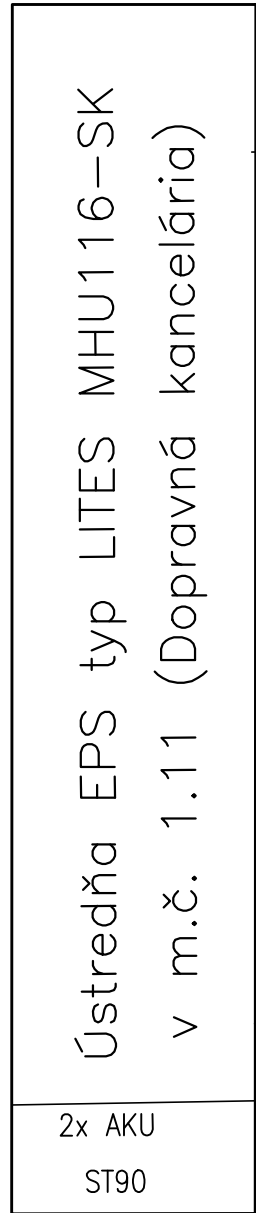 Ústredňa EPS typ LITES MHU116-SK
v m.č. 1.11 (Dopravná kancelária)
2x AKU
ST90